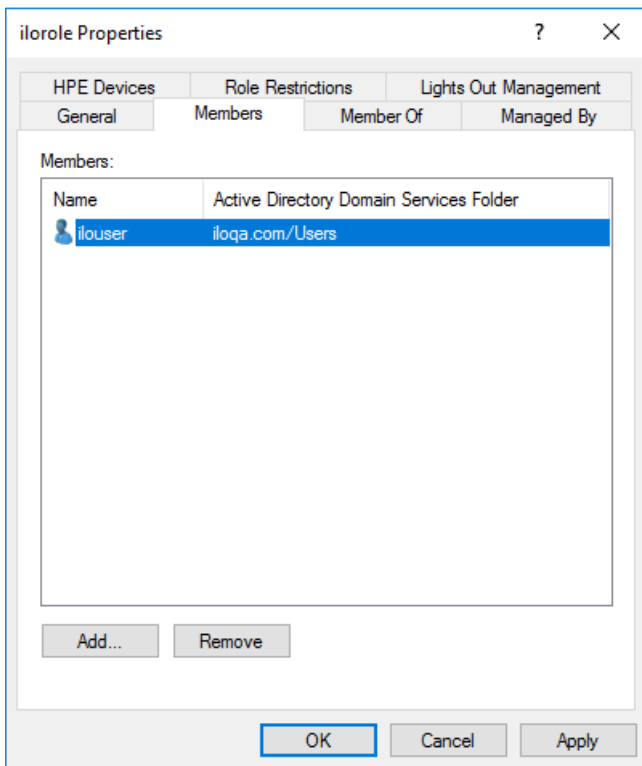 ilorole Properties ? ×
HPE Devices Role Restrictions Lights Out Management
General Members Member Of Managed By
Members:
Name Active Directory Domain Services Folder
ilouser iloqa.com/Users
Add... Remove
OK Cancel Apply